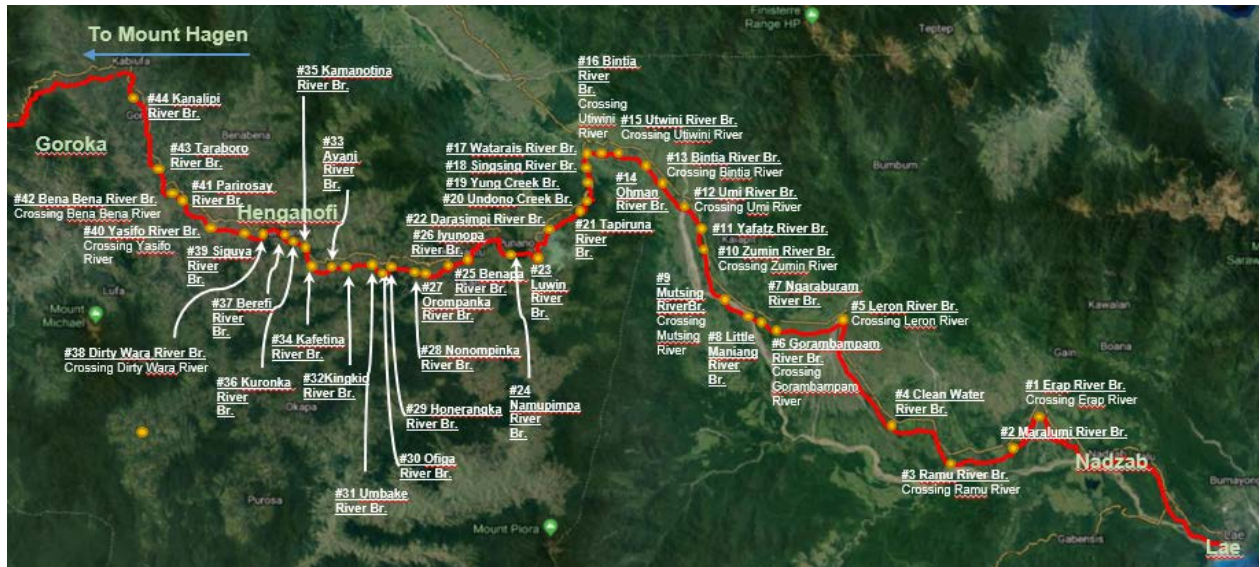 To Mount Hagen
Kabiufa
#44 Kanalipi
River Br.
Goroka
Benabena
#43 Taraboro
River Br.
#42 Bena Bena River Br.
Crossing Bena Bena River
#41 Parirosay
River Br.
#40 Yasifo River Br.
Crossing Yasifo
River
Henganofi
#39 Sipuya
River
Br.
Lufa
Mount
Michael
#38 Dirty Wara River Br.
Crossing Dirty Wara River
#37 Berefi
River
Br.
#36 Kuronka
River
Br.
#35 Kamanotina
River Br.
#34 Kafetina
River Br.
#33
Avani
River
Br.
#32Kingkio
River Br.
Okapa
Purosa
#31 Umbake
River Br.
#30 Ofiga
River Br.
#29 Honerangka
River Br.
#28 Nonompinka
River Br.
#27
Orompanka
River Br.
#26 Iyunopa
River Br.
#25 Benapa
River Br.
#24
Namupimpa
River
Br.
#23
Luwin
River
Br.
#22 Darasimpi River Br.
#21 Tapiruna
River
Br.
#20 Undono Creek Br.
#19 Yung Creek Br.
#18 Singsing River Br.
#17 Watarais River Br.
#16 Bintia
River
Br.
Crossing
Utiwini
River
#15 Utwini River Br.
Crossing Utiwini River
#14
Ohman
River Br.
#13 Bintia River Br.
Crossing Bintia River
#12 Umi River Br.
Crossing Umi River
#11 Yafatz River Br.
#10 Zumin River Br.
Crossing Zumin River
#9
Mutsing
RiverBr.
Crossing
Mutsing
River
#8 Little
Maniang
River
Br.
#7 Ngaraburam
River Br.
#6 Gorambampam
River Br.
Crossing
Gorambampam
River
#5 Leron River Br.
Crossing Leron River
#4 Clean Water
River Br.
#3 Ramu River Br.
Crossing Ramu River
#2 Maralumi River Br.
#1 Erap River Br.
Crossing Erap River
Nadzab
Lae
Lae
Finisterre
Range HP
Teptep
Bumbum
Kawalan
Gain
Boana
Bumayong
Gabensis
Mount Piora